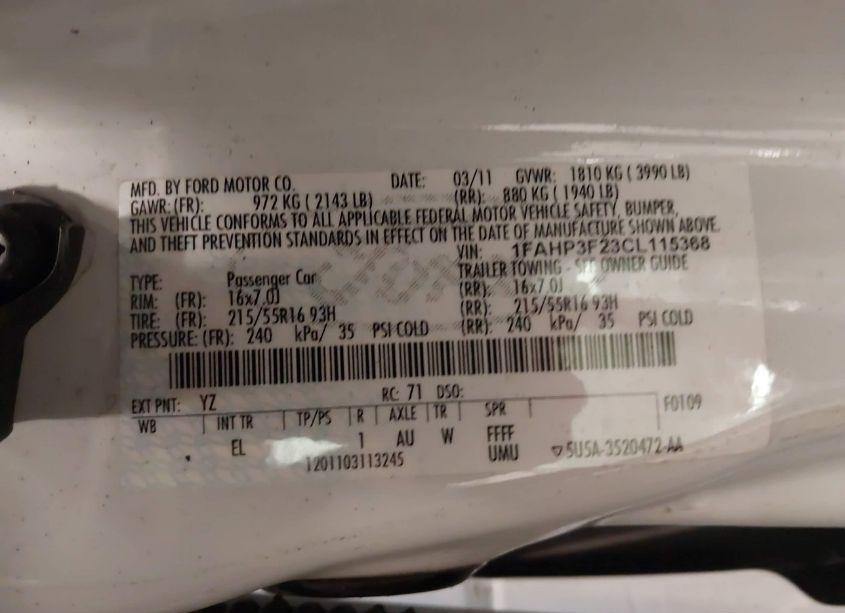 MFD. BY FORD MOTOR CO. DATE: 03/11 GVWR: 1810 KG ( 3990 LB)
GAWR: (FR): 972 KG ( 2143 LB) (RR): 880 KG ( 1940 LB)
THIS VEHICLE CONFORMS TO ALL APPLICABLE FEDERAL MOTOR VEHICLE SAFETY, BUMPER,
AND THEFT PREVENTION STANDARDS IN EFFECT ON THE DATE OF MANUFACTURE SHOWN ABOVE.
VIN: 1FAHP3F23CL115368
TYPE: Passenger Car TRAILER TOWING - SEE OWNER GUIDE
RIM: (FR): 16x7.0J (RR): 16x7.0J
TIRE: (FR): 215/55R16 93H (RR): 215/55R16 93H
PRESSURE: (FR): 240 kPa/ 35 PSI COLD (RR): 240 kPa/ 35 PSI COLD
EXT PNT: YZ RC: 71 DSO: F0109
WB INT TR TP/PS R AXLE TR SPR
EL 1 AU W FFFF
1201103113245 UMU ▽5U5A-3520472-AA